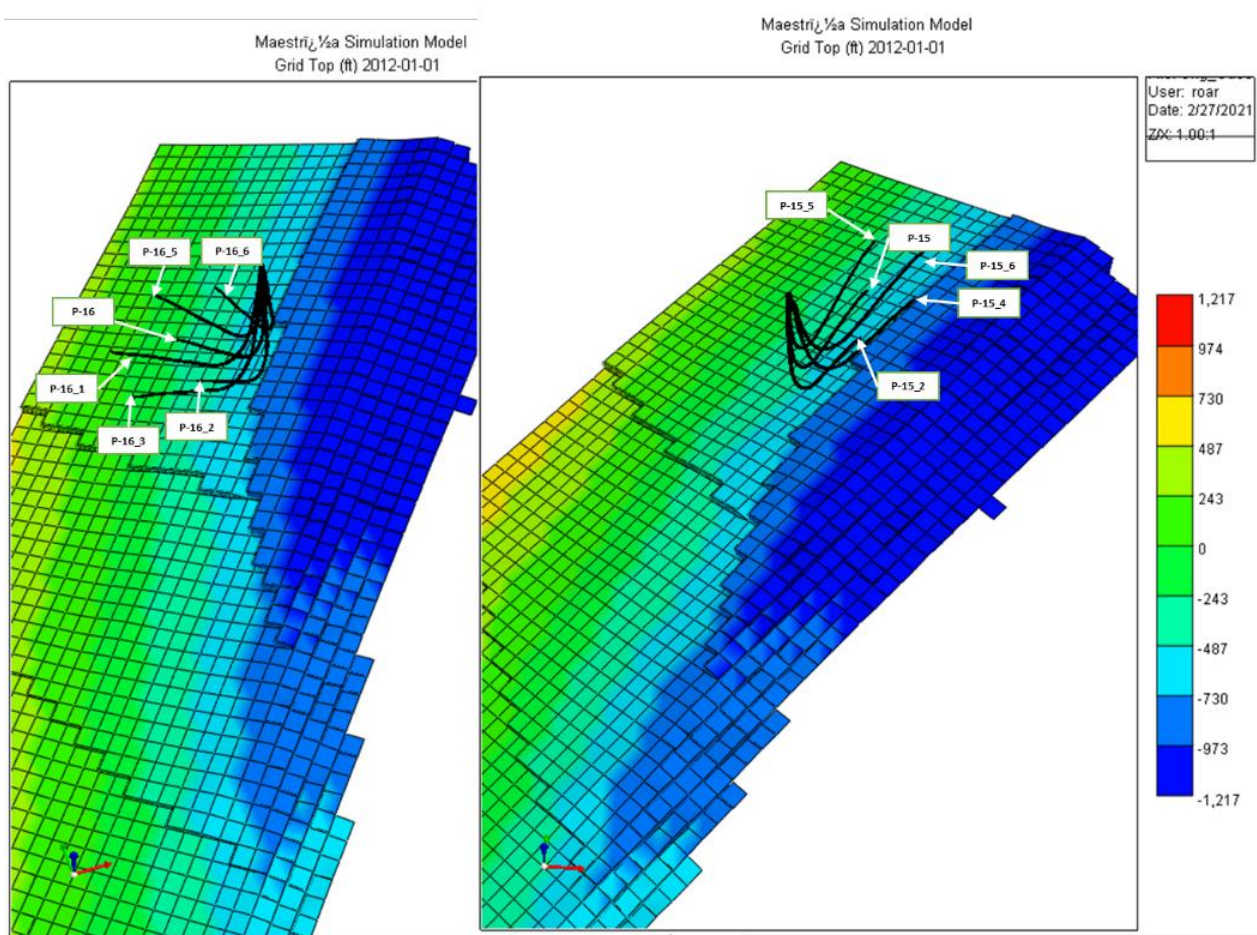 Maestrï¿½a Simulation Model
Grid Top (ft) 2012-01-01
P-16_5
P-16_6
P-16
P-16_1
P-16_3
P-16_2
Maestrï¿½a Simulation Model
Grid Top (ft) 2012-01-01
P-15_5
P-15
P-15_6
P-15_4
P-15_2
User: roar
Date: 2/27/2021
Z/X: 1.00:1
1,217
974
730
487
243
0
-243
-487
-730
-973
-1,217